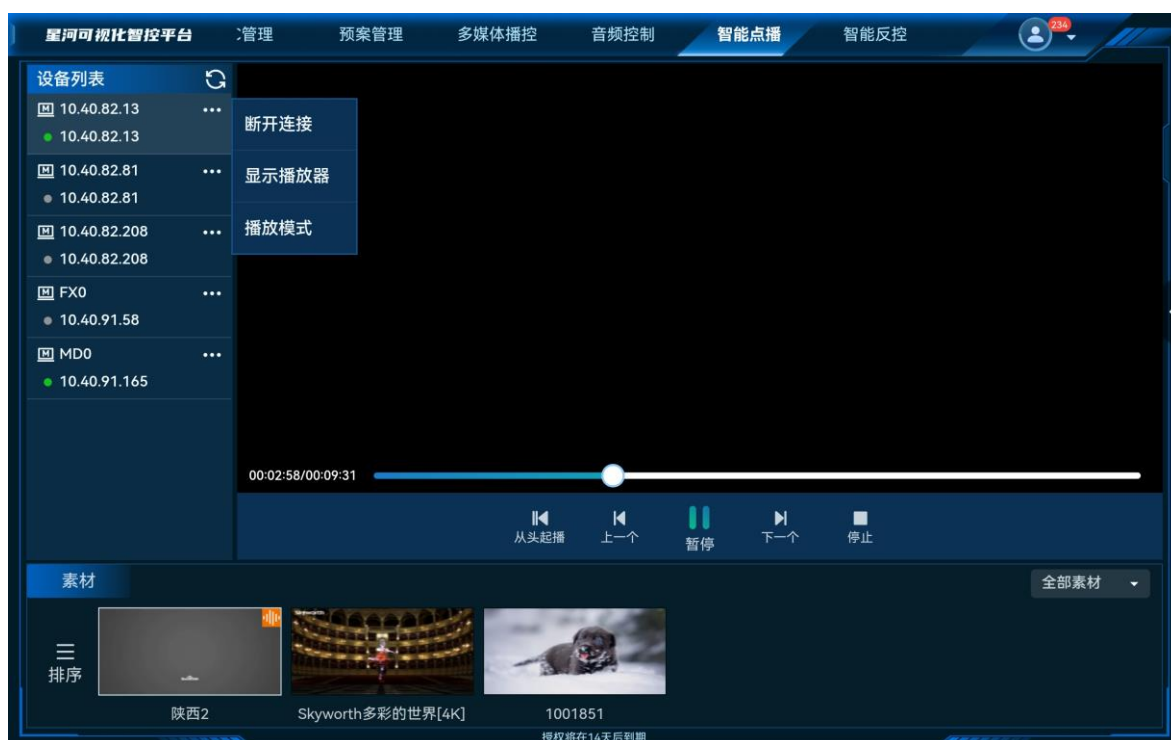 星河可视化智控平台
管理
预案管理
多媒体播控
音频控制
智能点播
智能反控
234
设备列表
M 10.40.82.13
10.40.82.13
M 10.40.82.81
10.40.82.81
M 10.40.82.208
10.40.82.208
M FX0
10.40.91.58
M MD0
10.40.91.165
断开连接
显示播放器
播放模式
00:02:58/00:09:31
从头起播
上一个
暂停
下一个
停止
素材
全部素材
排序
Skyworth
陕西2
Skyworth多彩的世界[4K]
1001851
授权将在14天后到期